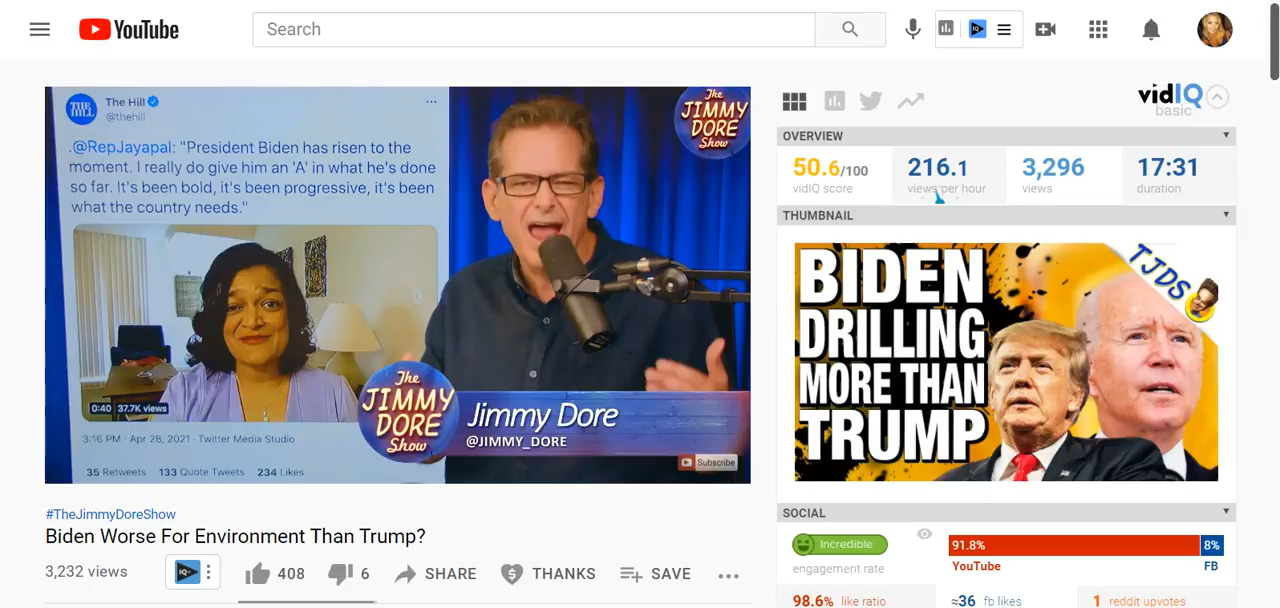 YouTube
Search
The Hill
@thehill
.@RepJayapal: "President Biden has risen to the
moment. I really do give him an 'A' in what he's done
so far. It's been bold, it's been progressive, it's been
what the country needs."
0:40 37.7K views
3:16 PM · Apr 28, 2021 · Twitter Media Studio
35 Retweets 133 Quote Tweets 234 Likes
THE HILL
The
JIMMY
DORE
Show
The
JIMMY
DORE
Show
Jimmy Dore
@JIMMY_DORE
Subscribe
#TheJimmyDoreShow
Biden Worse For Environment Than Trump?
3,232 views
408
6
SHARE
THANKS
SAVE
vidIQ
basic
OVERVIEW
50.6/100
vidIQ score
216.1
views per hour
3,296
views
17:31
duration
THUMBNAIL
BIDEN
DRILLING
MORE THAN
TRUMP
TJDS
SOCIAL
Incredible
engagement rate
91.8%
8%
YouTube
FB
98.6% like ratio
≈36 fb likes
1 reddit upvotes